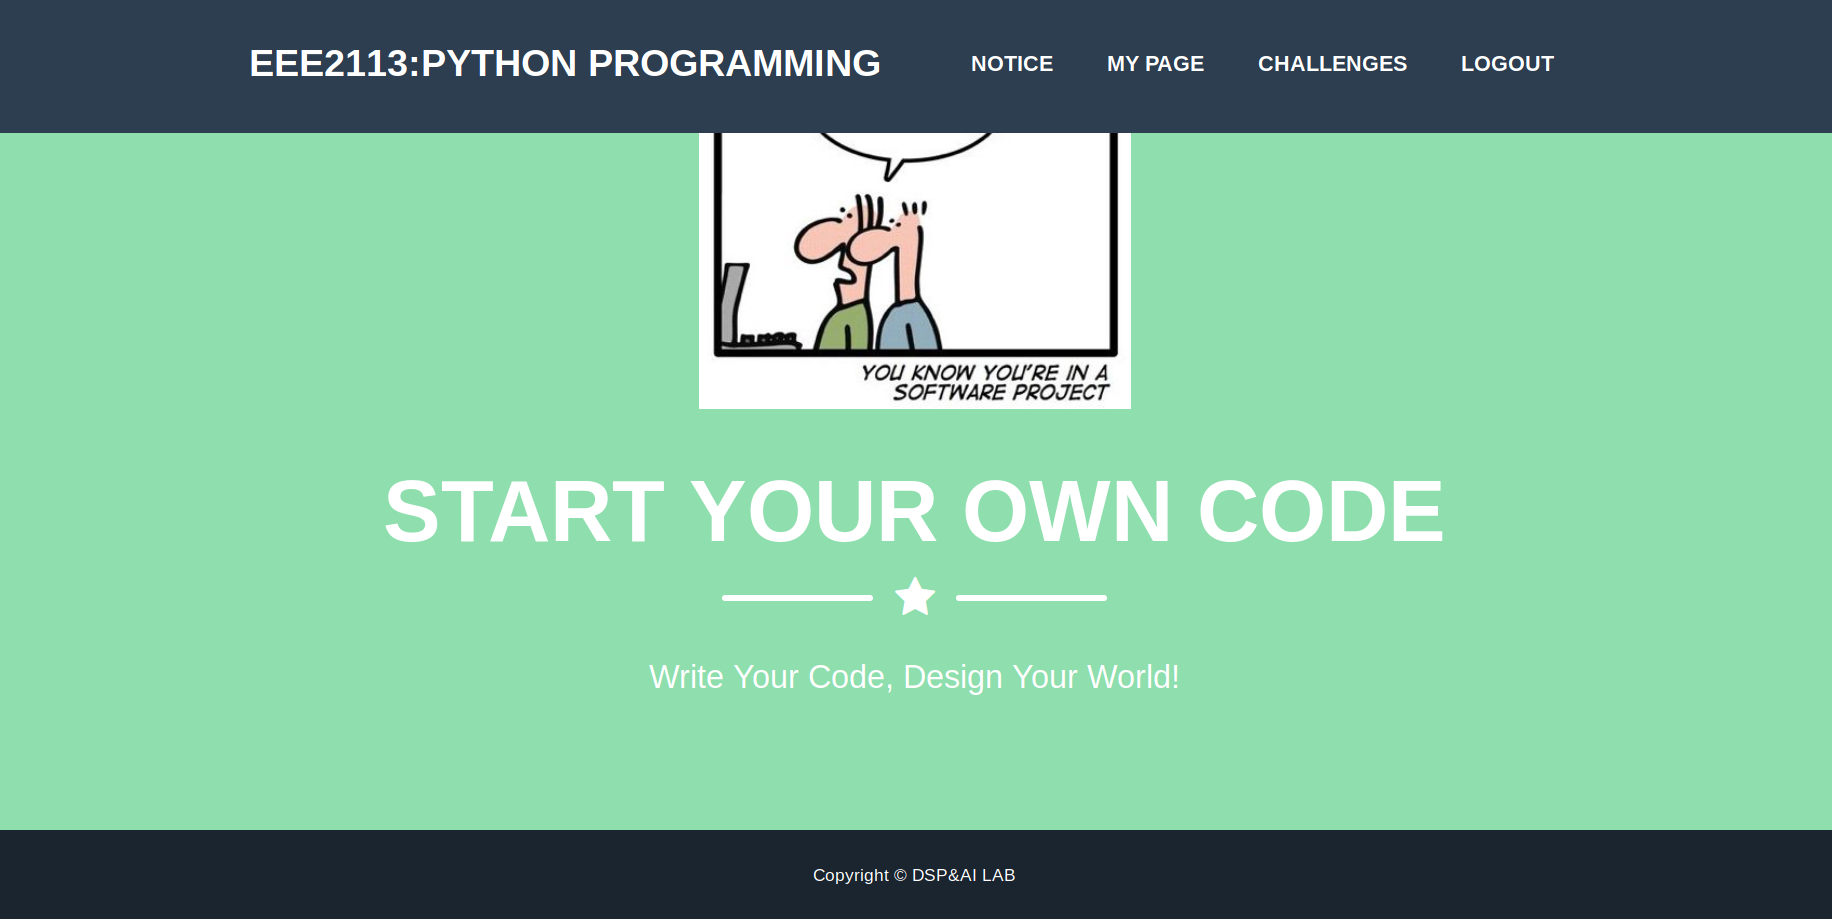 EEE2113:PYTHON PROGRAMMING
NOTICE MY PAGE CHALLENGES LOGOUT
YOU KNOW YOU'RE IN A
SOFTWARE PROJECT
START YOUR OWN CODE
Write Your Code, Design Your World!
Copyright © DSP&AI LAB